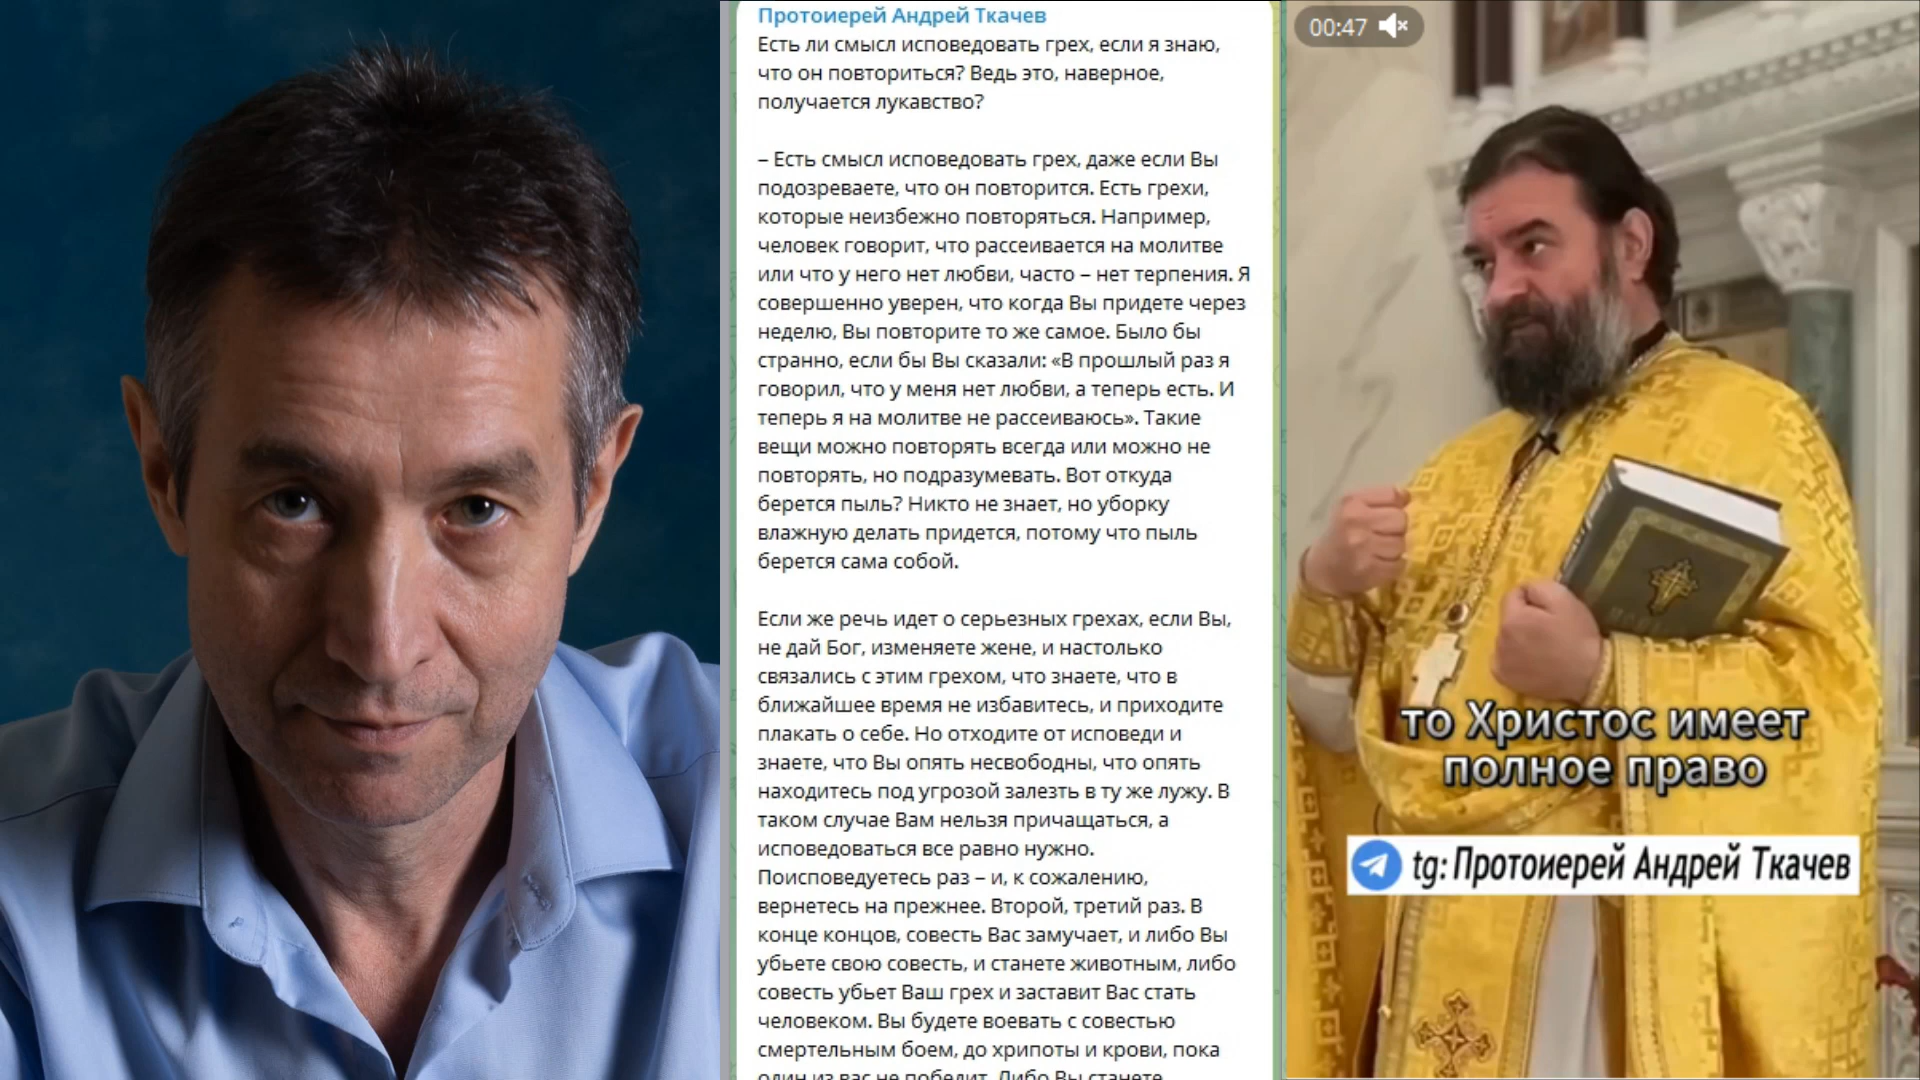 Протоиерей Андрей Ткачев
Есть ли смысл исповедовать грех, если я знаю,
что он повториться? Ведь это, наверное,
получается лукавство?
– Есть смысл исповедовать грех, даже если Вы
подозреваете, что он повторится. Есть грехи,
которые неизбежно повторяться. Например,
человек говорит, что рассеивается на молитве
или что у него нет любви, часто – нет терпения. Я
совершенно уверен, что когда Вы придете через
неделю, Вы повторите то же самое. Было бы
странно, если бы Вы сказали: «В прошлый раз я
говорил, что у меня нет любви, а теперь есть. И
теперь я на молитве не рассеиваюсь». Такие
вещи можно повторять всегда или можно не
повторять, но подразумевать. Вот откуда
берется пыль? Никто не знает, но уборку
влажную делать придется, потому что пыль
берется сама собой.
Если же речь идет о серьезных грехах, если Вы,
не дай Бог, изменяете жене, и настолько
связались с этим грехом, что знаете, что в
ближайшее время не избавитесь, и приходите
плакать о себе. Но отходите от исповеди и
знаете, что Вы опять несвободны, что опять
находитесь под угрозой залезть в ту же лужу. В
таком случае Вам нельзя причащаться, а
исповедоваться все равно нужно.
Поисповедуетесь раз – и, к сожалению,
вернетесь на прежнее. Второй, третий раз. В
конце концов, совесть Вас замучает, и либо Вы
убьете свою совесть, и станете животным, либо
совесть убьет Ваш грех и заставит Вас стать
человеком. Вы будете воевать с совестью
смертельным боем, до хрипоты и крови, пока
один из вас не победит. Либо Вы станете
00:47
то Христос имеет
полное право
tg: Протоиерей Андрей Ткачев